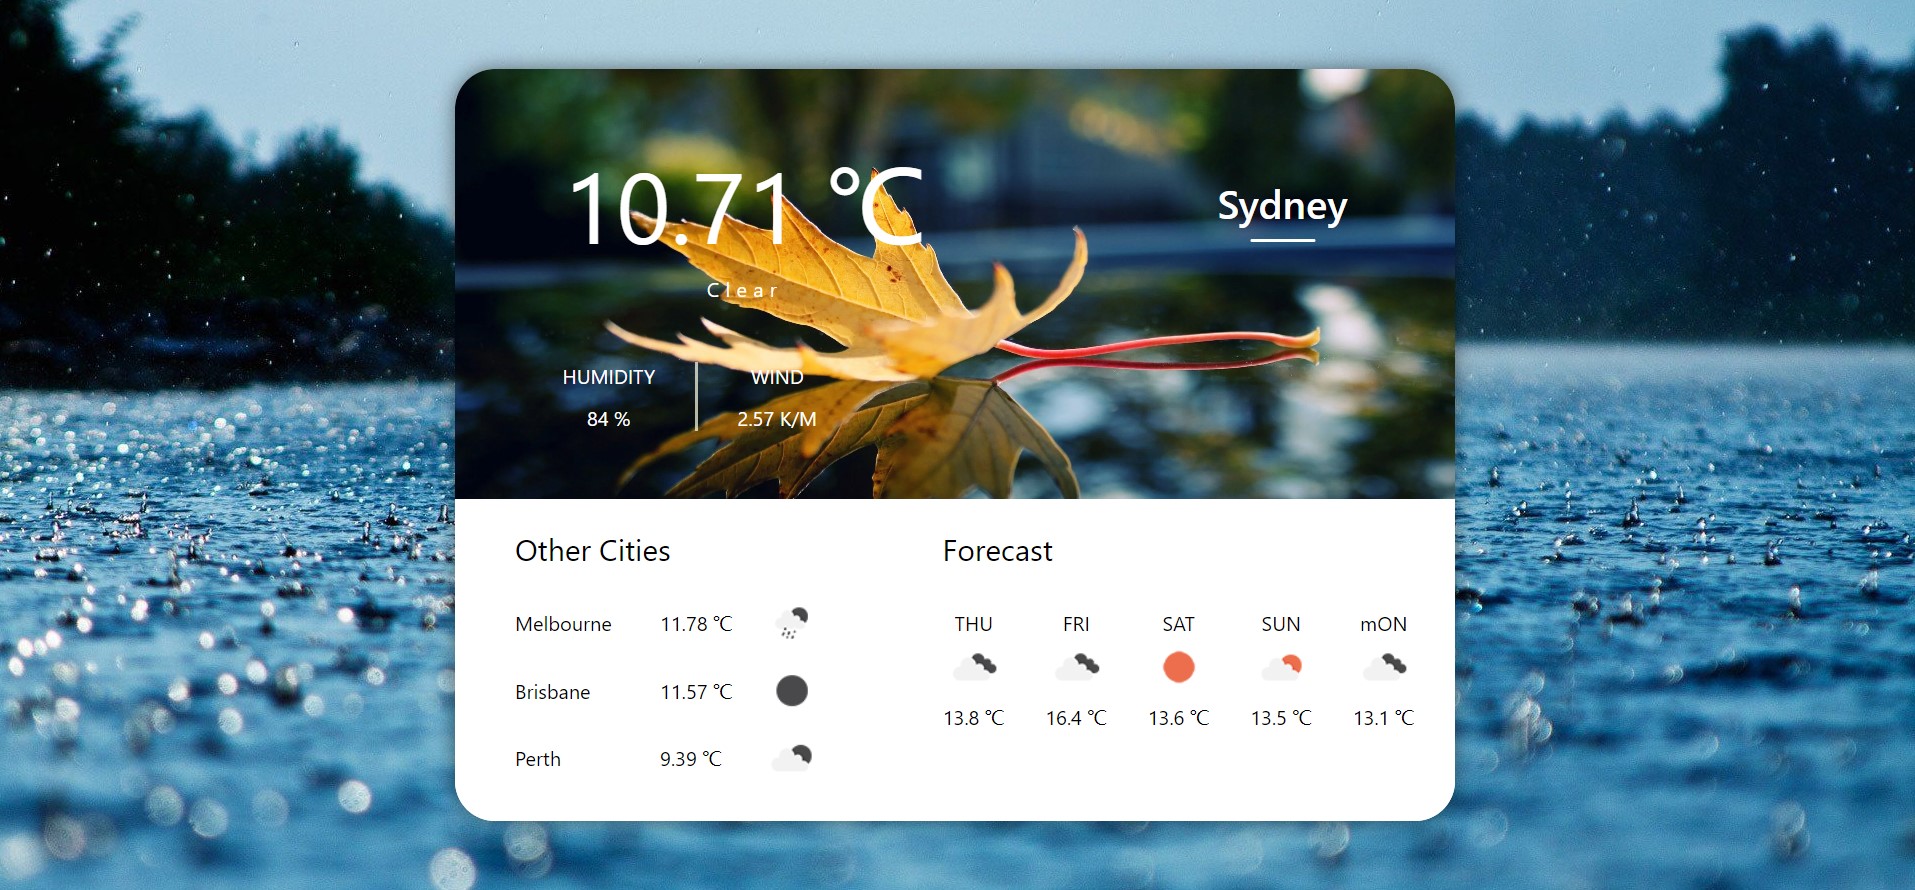 10.71 ℃
Sydney
Clear
HUMIDITY WIND
84 % 2.57 K/M
Other Cities
Melbourne 11.78 ℃
Brisbane 11.57 ℃
Perth 9.39 ℃
Forecast
THU FRI SAT SUN mON
13.8 ℃ 16.4 ℃ 13.6 ℃ 13.5 ℃ 13.1 ℃